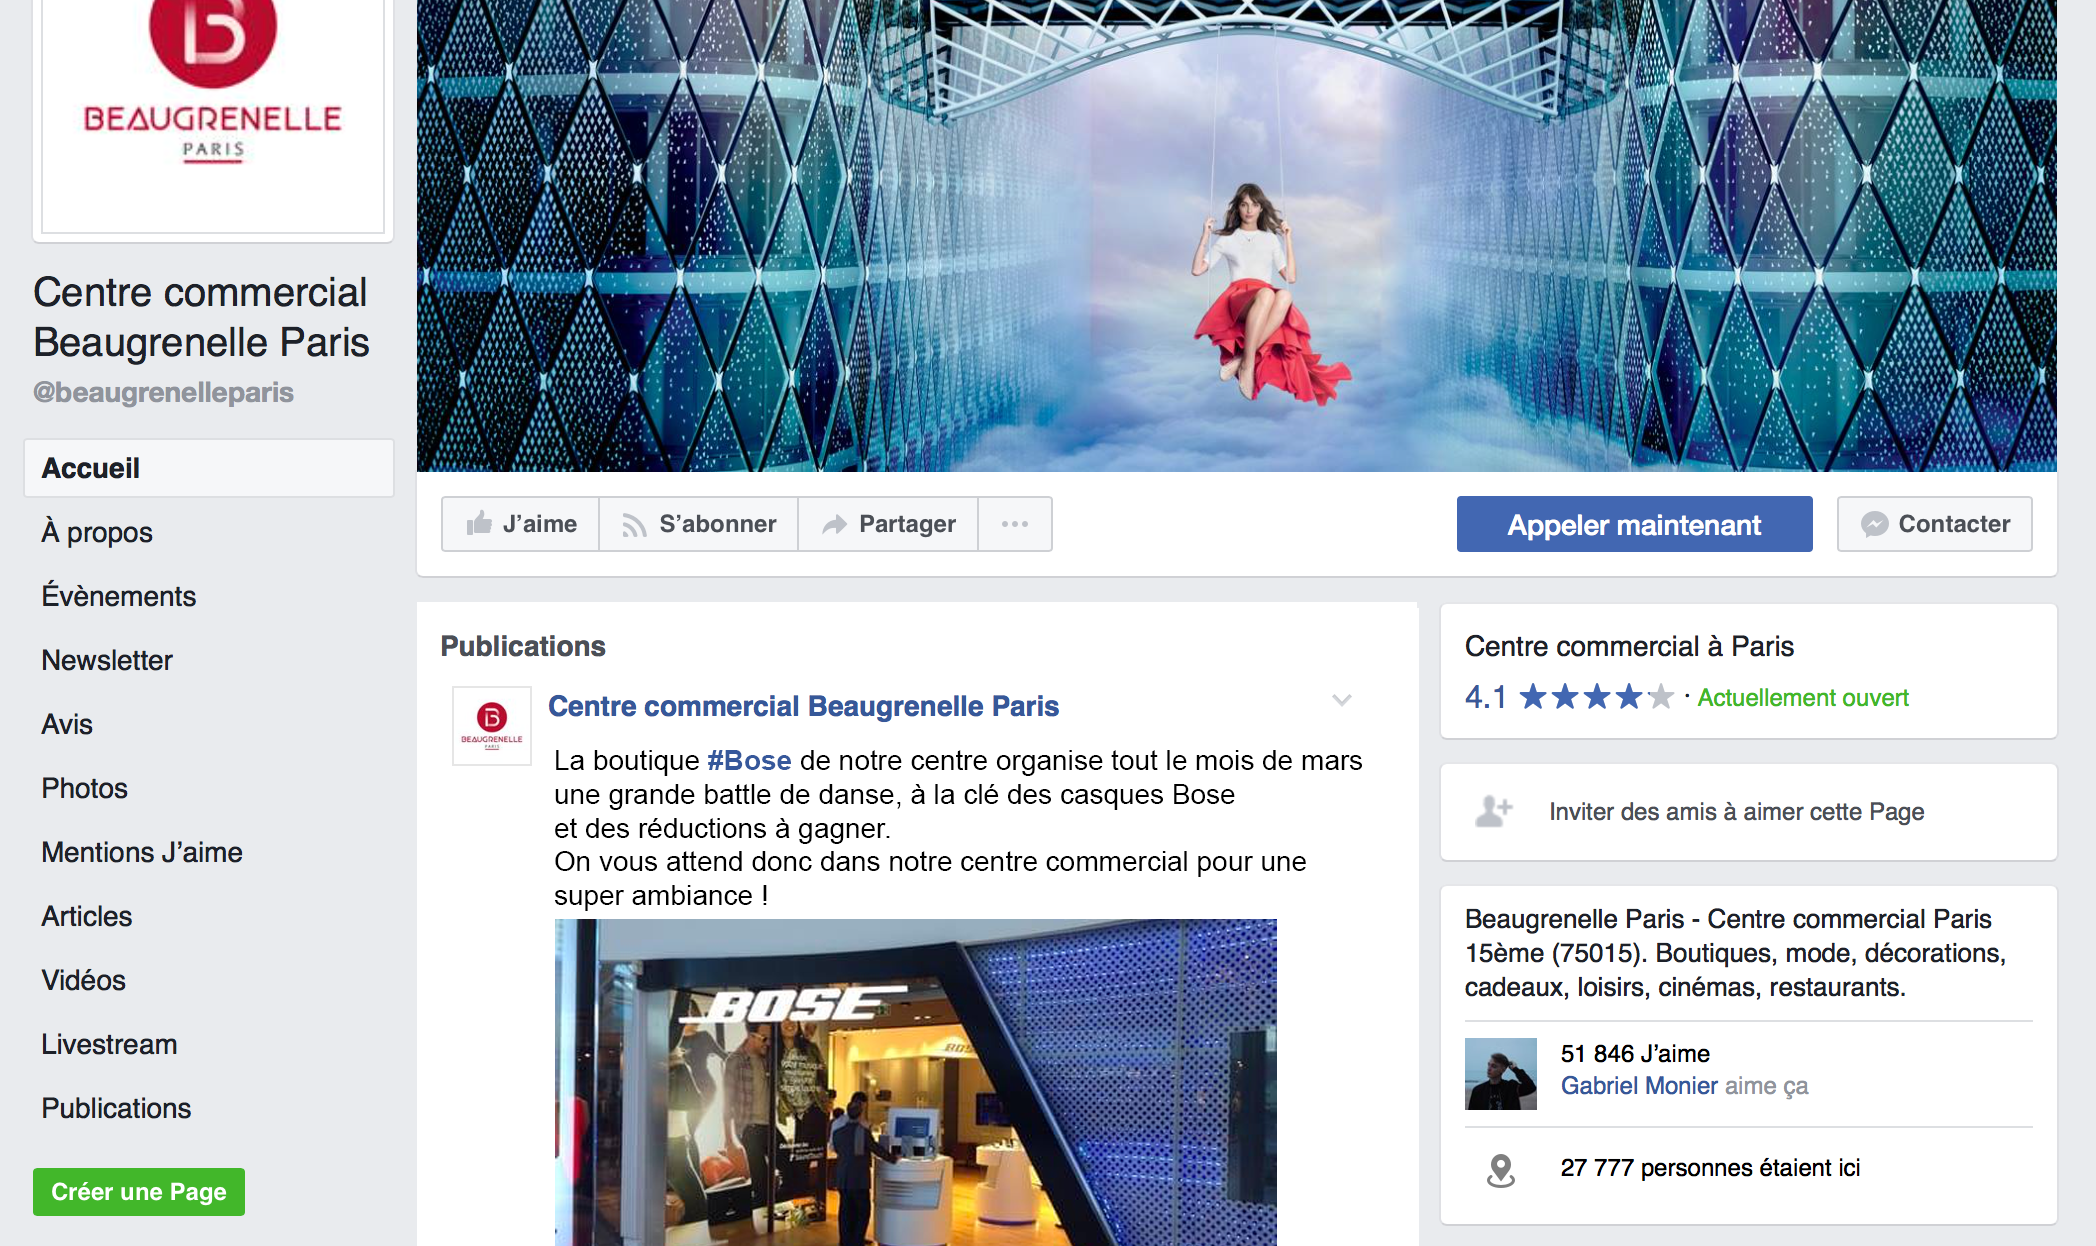 BEAUGRENELLE
PARIS
Centre commercial
Beaugrenelle Paris
@beaugrenelleparis
Accueil
À propos
Évènements
Newsletter
Avis
Photos
Mentions J’aime
Articles
Vidéos
Livestream
Publications
Créer une Page
J’aime
S’abonner
Partager
Appeler maintenant
Contacter
Publications
BEAUGRENELLE
PARIS
Centre commercial Beaugrenelle Paris
La boutique #Bose de notre centre organise tout le mois de mars
une grande battle de danse, à la clé des casques Bose
et des réductions à gagner.
On vous attend donc dans notre centre commercial pour une
super ambiance !
BOSE
BOSE
Centre commercial à Paris
4.1 · Actuellement ouvert
Inviter des amis à aimer cette Page
Beaugrenelle Paris - Centre commercial Paris
15ème (75015). Boutiques, mode, décorations,
cadeaux, loisirs, cinémas, restaurants.
51 846 J’aime
Gabriel Monier aime ça
27 777 personnes étaient ici